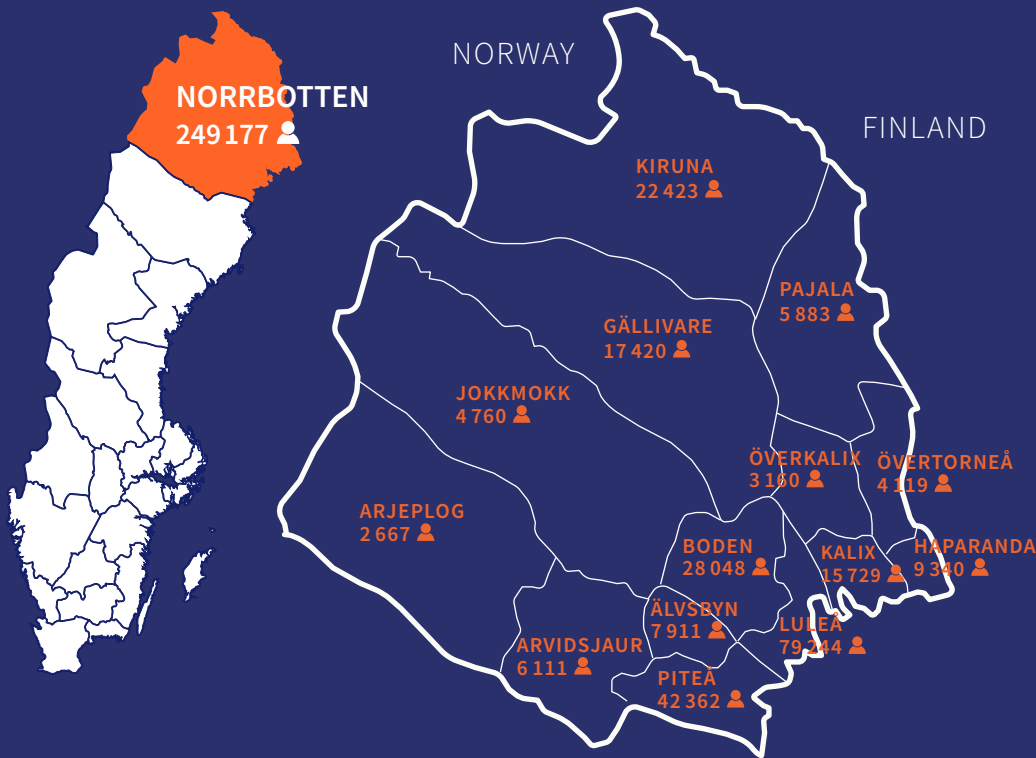 NORWAY
NORRBOTTEN
249 177
FINLAND
KIRUNA
22 423
PAJALA
5 883
GÄLLIVARE
17 420
JOKKMOKK
4 760
ÖVERKALIX
3 160
ÖVERTORNEÅ
4 119
ARJEPLOG
2 667
BODEN
28 048
KALIX
15 729
HAPARANDA
9 340
ÄLVSBYN
7 911
LULEÅ
79 244
ARVIDSJAUR
6 111
PITEÅ
42 362